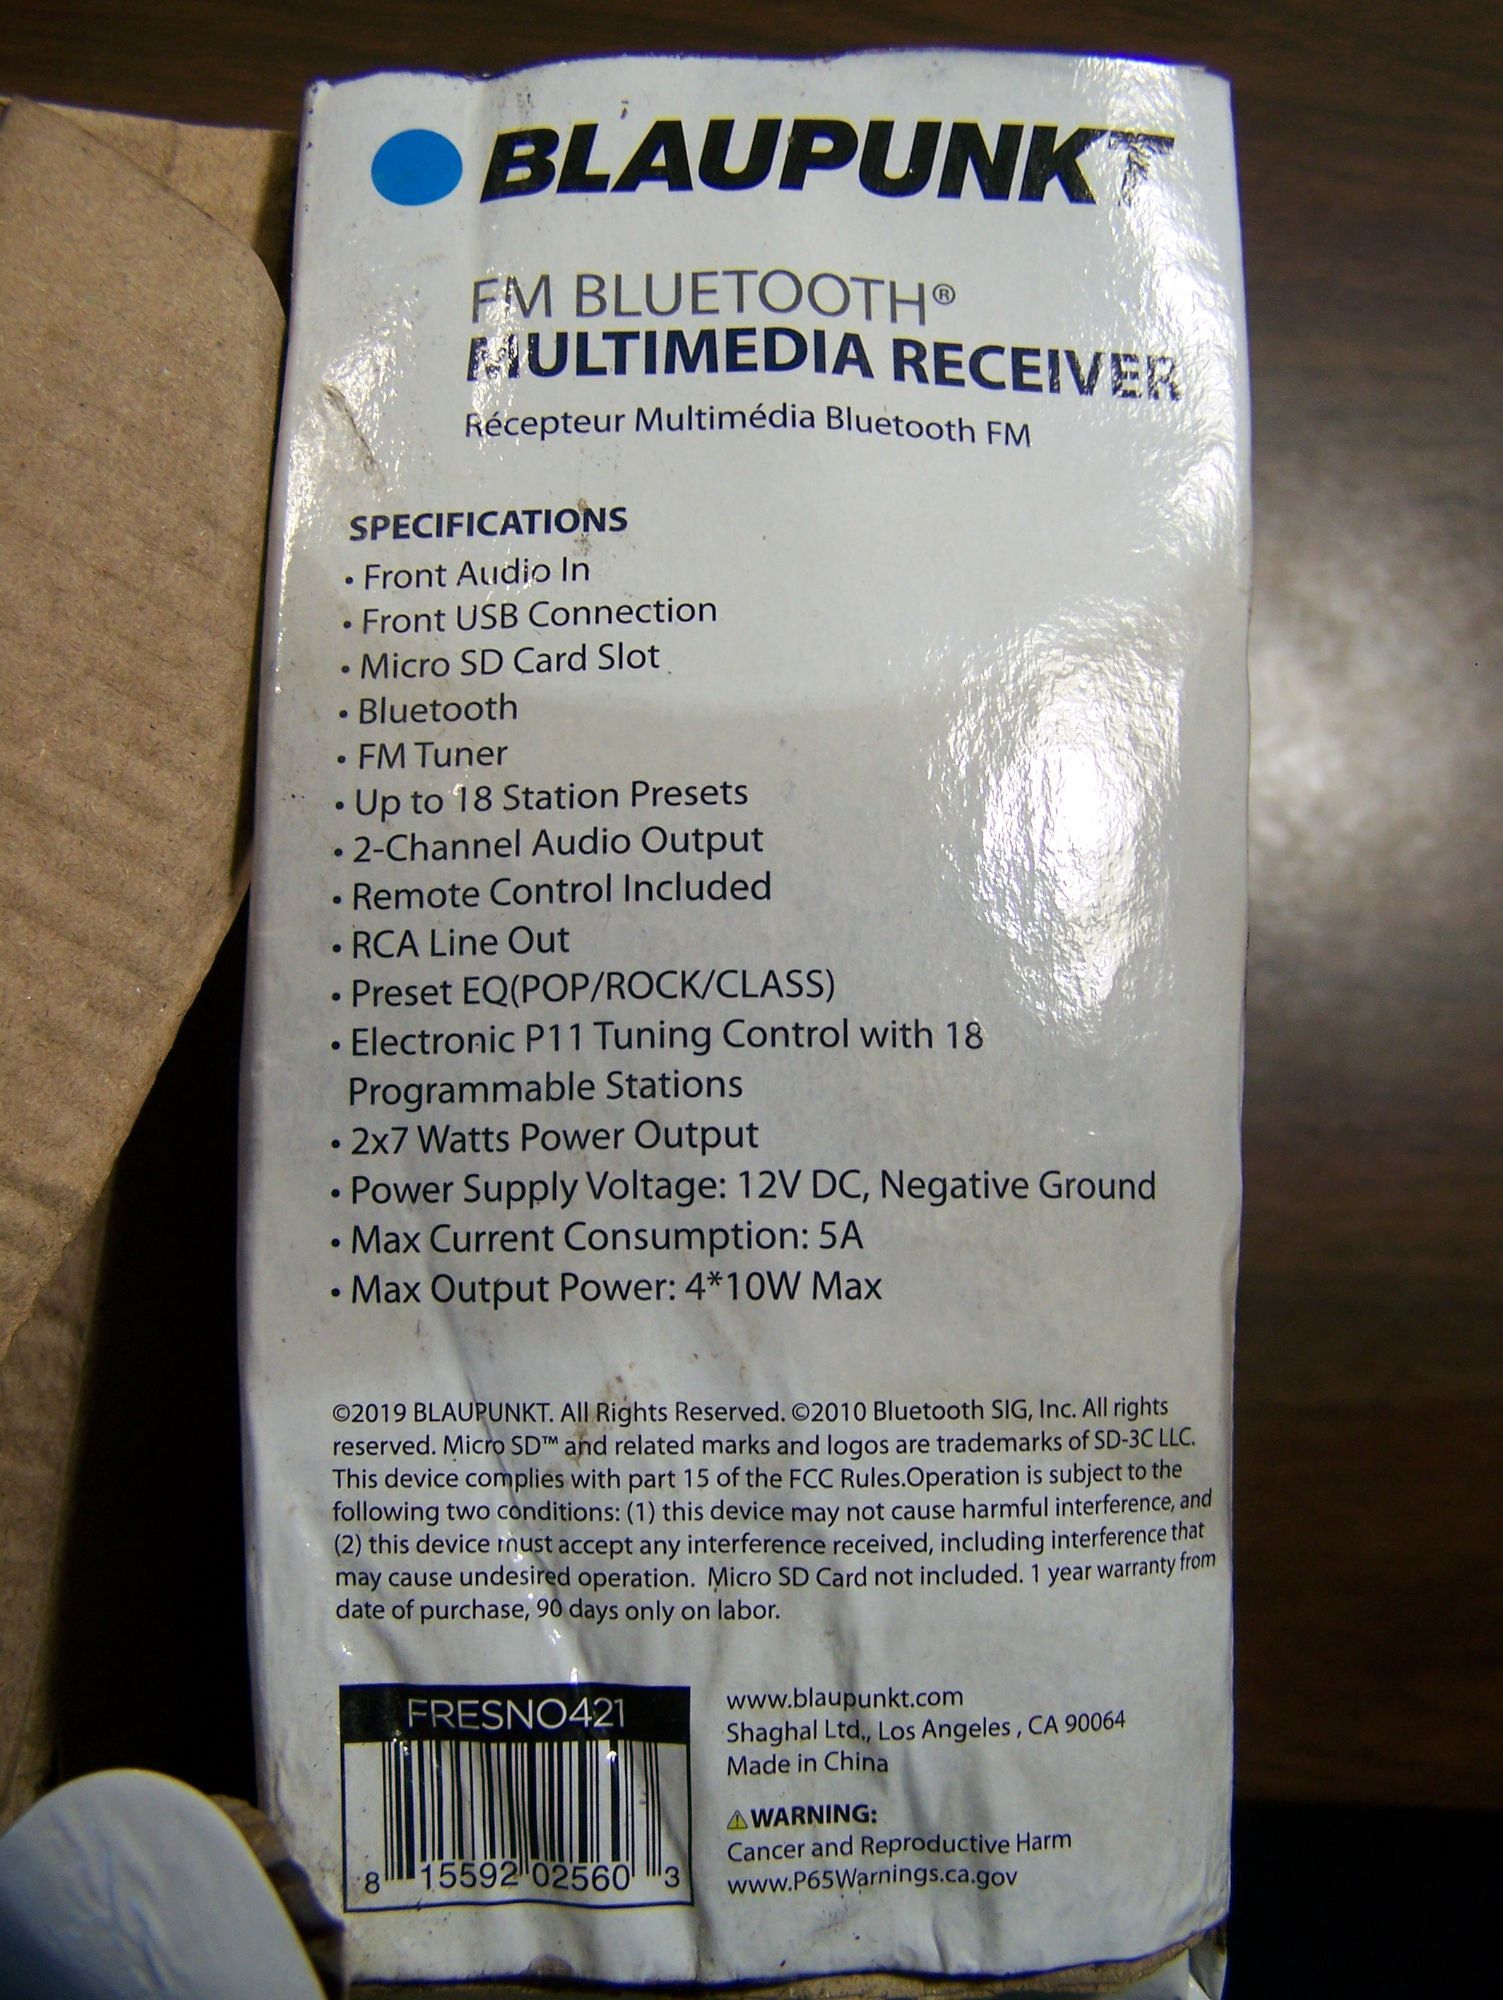 BLAUPUNKT
FM BLUETOOTH®
MULTIMEDIA RECEIVER
Récepteur Multimédia Bluetooth FM
SPECIFICATIONS
• Front Audio In
• Front USB Connection
• Micro SD Card Slot
• Bluetooth
• FM Tuner
• Up to 18 Station Presets
• 2-Channel Audio Output
• Remote Control Included
• RCA Line Out
• Preset EQ(POP/ROCK/CLASS)
• Electronic P11 Tuning Control with 18
Programmable Stations
• 2x7 Watts Power Output
• Power Supply Voltage: 12V DC, Negative Ground
• Max Current Consumption: 5A
• Max Output Power: 4*10W Max
©2019 BLAUPUNKT. All Rights Reserved. ©2010 Bluetooth SIG, Inc. All rights
reserved. Micro SD™ and related marks and logos are trademarks of SD-3C LLC.
This device complies with part 15 of the FCC Rules.Operation is subject to the
following two conditions: (1) this device may not cause harmful interference, and
(2) this device must accept any interference received, including interference that
may cause undesired operation. Micro SD Card not included. 1 year warranty from
date of purchase, 90 days only on labor.
FRESNO421
8 15592 02560 3
www.blaupunkt.com
Shaghal Ltd., Los Angeles, CA 90064
Made in China
⚠ WARNING:
Cancer and Reproductive Harm
www.P65Warnings.ca.gov